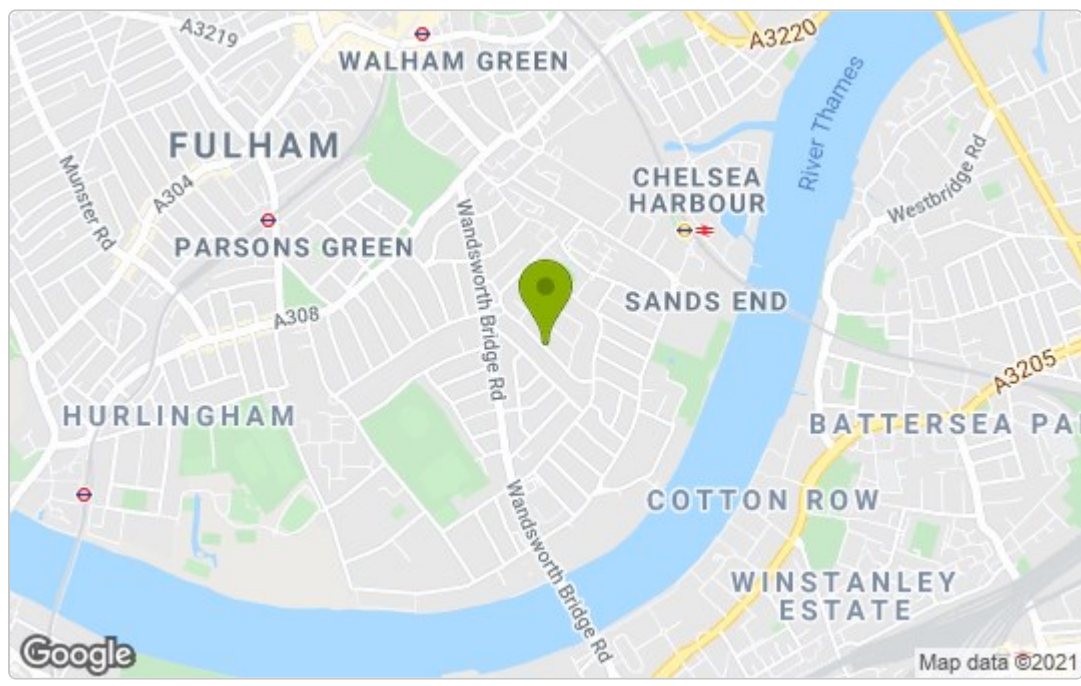 A3219
A3220
WALHAM GREEN
River Thames
FULHAM
Munster Rd
A304
CHELSEA
HARBOUR
Westbridge Rd
PARSONS GREEN
Wandsworth Bridge Rd
SANDS END
A308
A3205
HURLINGHAM
BATTERSEA PA
COTTON ROW
Wandsworth Bridge Rd
WINSTANLEY
ESTATE
Google
Map data ©2021